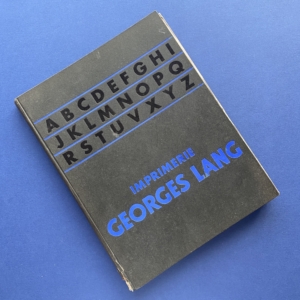 ABCDEFGHI
JKLMNOPQ
RSTUVXYZ
IMPRIMERIE
GEORGES LANG